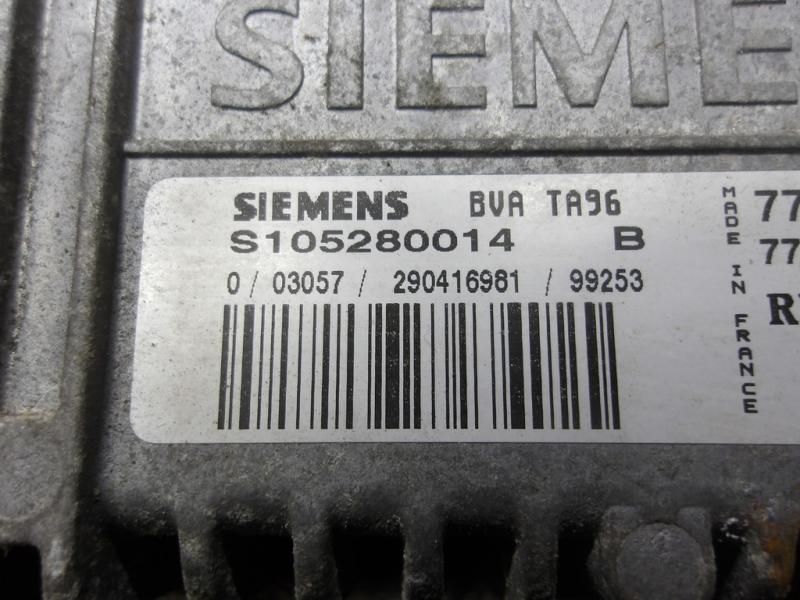 SIEME
SIEMENS BVA TA96
S105280014 B
0 / 03057 / 290416981 / 99253
MADE IN FRANCE
77
77